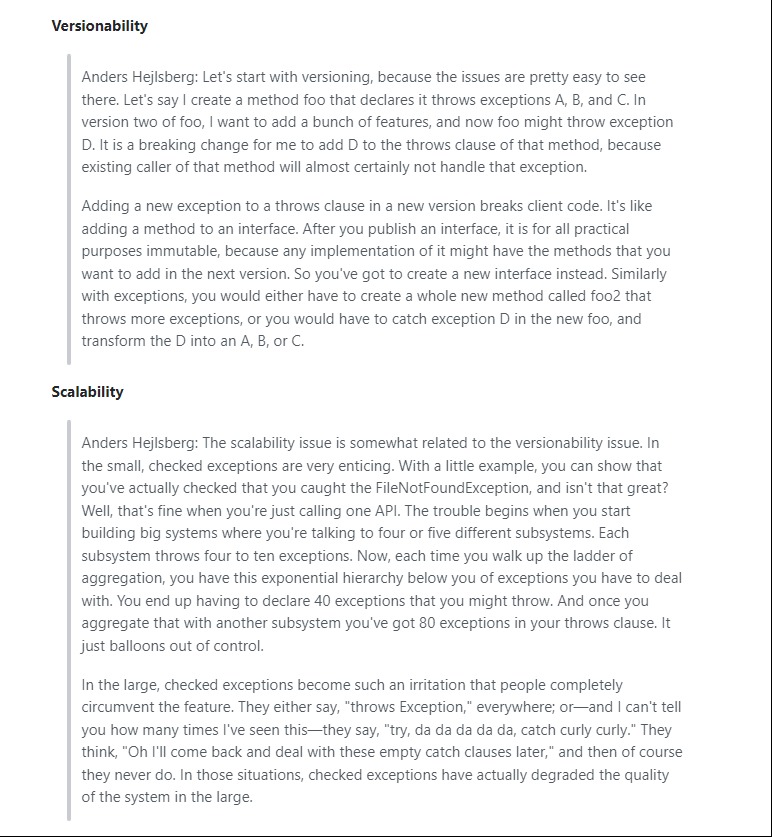 Versionability
Anders Hejlsberg: Let's start with versioning, because the issues are pretty easy to see
there. Let's say I create a method foo that declares it throws exceptions A, B, and C. In
version two of foo, I want to add a bunch of features, and now foo might throw exception
D. It is a breaking change for me to add D to the throws clause of that method, because
existing caller of that method will almost certainly not handle that exception.
Adding a new exception to a throws clause in a new version breaks client code. It's like
adding a method to an interface. After you publish an interface, it is for all practical
purposes immutable, because any implementation of it might have the methods that you
want to add in the next version. So you've got to create a new interface instead. Similarly
with exceptions, you would either have to create a whole new method called foo2 that
throws more exceptions, or you would have to catch exception D in the new foo, and
transform the D into an A, B, or C.
Scalability
Anders Hejlsberg: The scalability issue is somewhat related to the versionability issue. In
the small, checked exceptions are very enticing. With a little example, you can show that
you've actually checked that you caught the FileNotFoundException, and isn't that great?
Well, that's fine when you're just calling one API. The trouble begins when you start
building big systems where you're talking to four or five different subsystems. Each
subsystem throws four to ten exceptions. Now, each time you walk up the ladder of
aggregation, you have this exponential hierarchy below you of exceptions you have to deal
with. You end up having to declare 40 exceptions that you might throw. And once you
aggregate that with another subsystem you've got 80 exceptions in your throws clause. It
just balloons out of control.
In the large, checked exceptions become such an irritation that people completely
circumvent the feature. They either say, "throws Exception," everywhere; or—and I can't tell
you how many times I've seen this—they say, "try, da da da da da, catch curly curly." They
think, "Oh I'll come back and deal with these empty catch clauses later," and then of course
they never do. In those situations, checked exceptions have actually degraded the quality
of the system in the large.